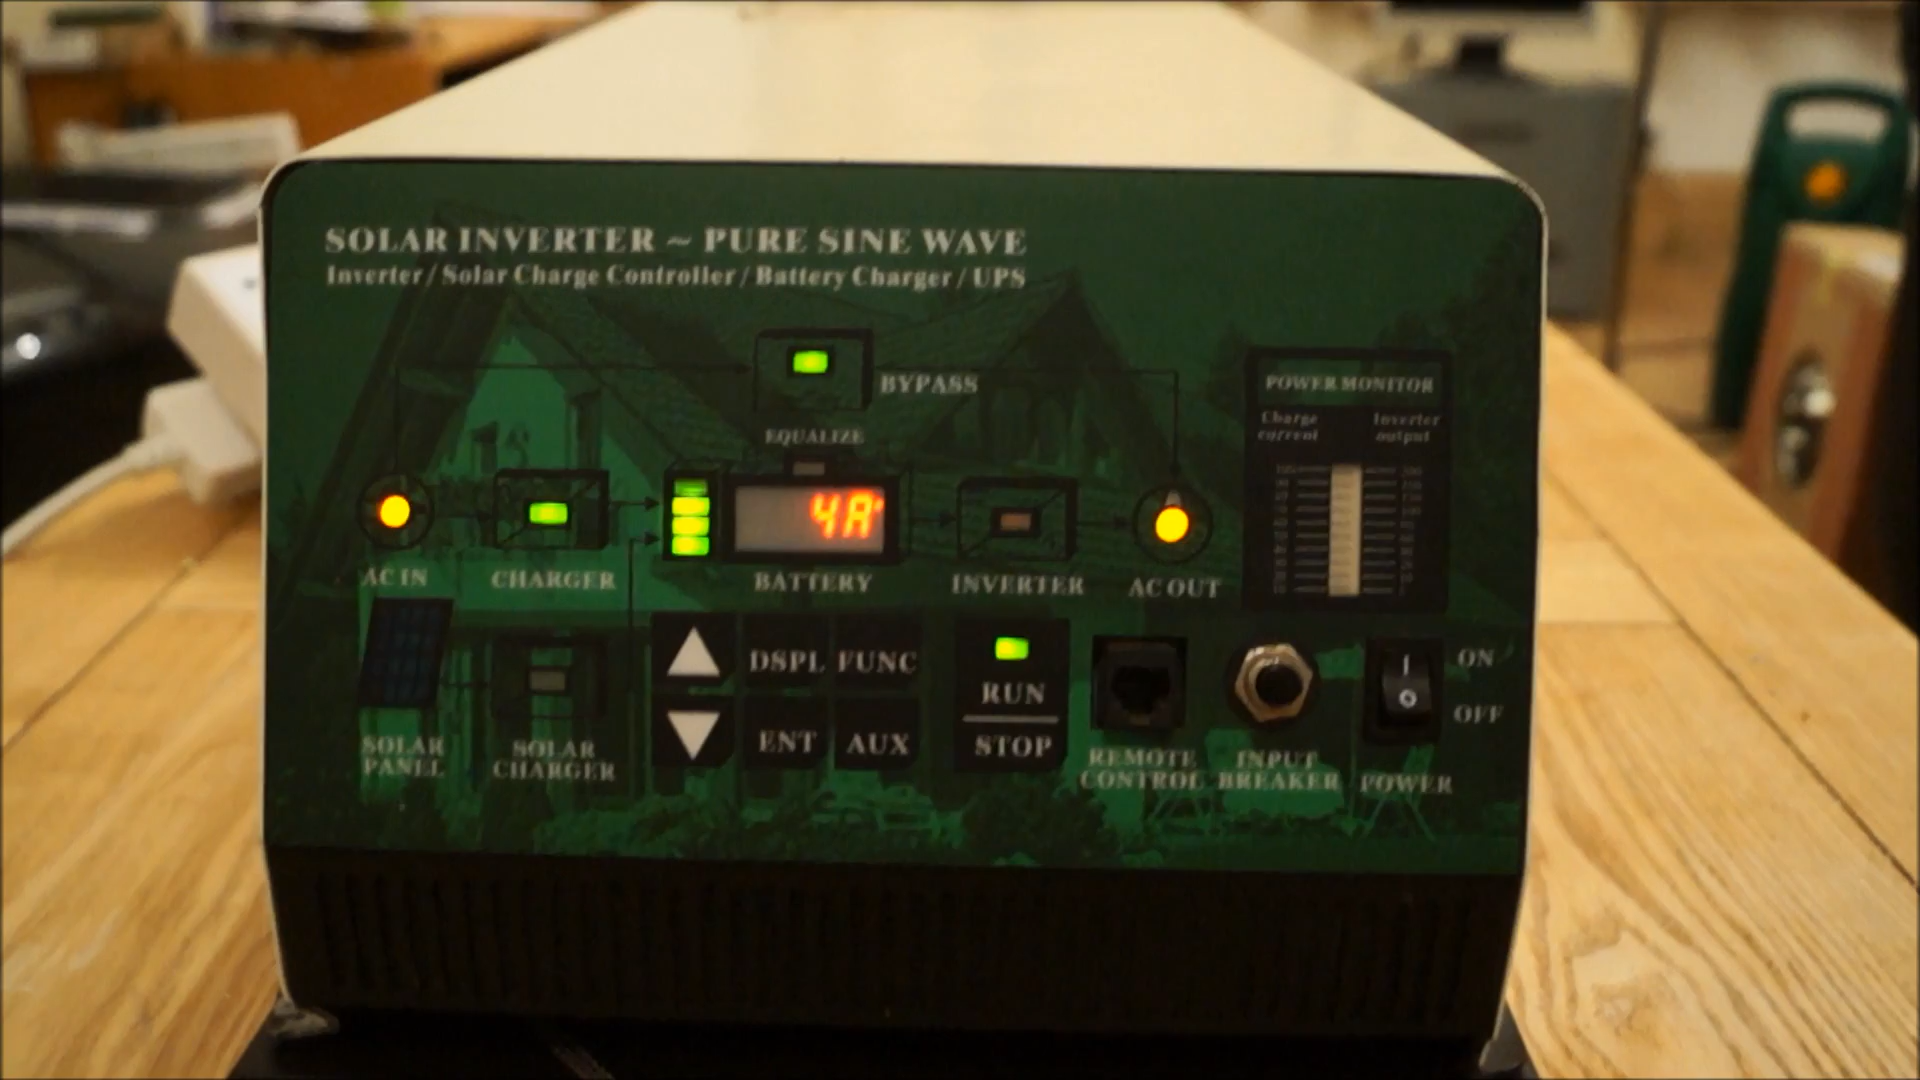 SOLAR INVERTER ~ PURE SINE WAVE
Inverter / Solar Charge Controller / Battery Charger / UPS
BYPASS
EQUALIZE
POWER MONITOR
Charge current
Inverter output
4A
AC IN
CHARGER
BATTERY
INVERTER
AC OUT
DSPL
FUNC
ENT
AUX
RUN
STOP
ON
OFF
SOLAR PANEL
SOLAR CHARGER
REMOTE CONTROL
INPUT BREAKER
POWER